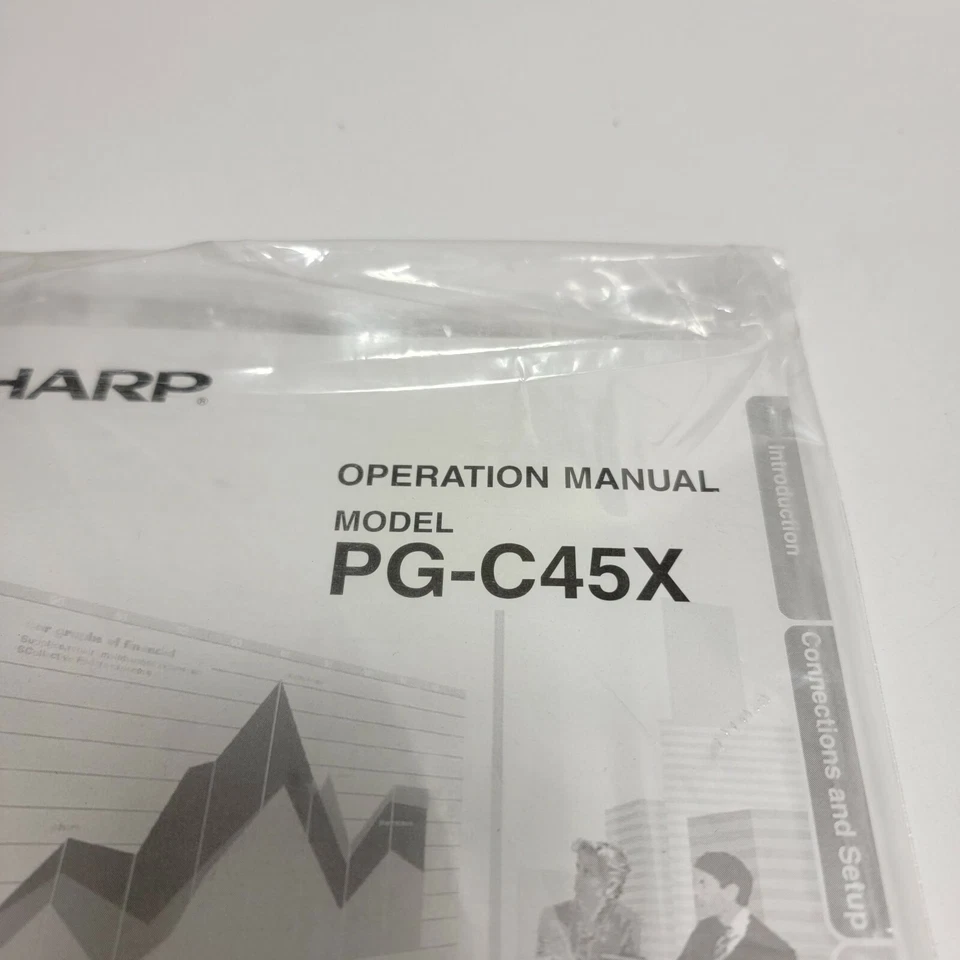 HARP®
OPERATION MANUAL
MODEL
PG-C45X
Introduction
Connections and Setup